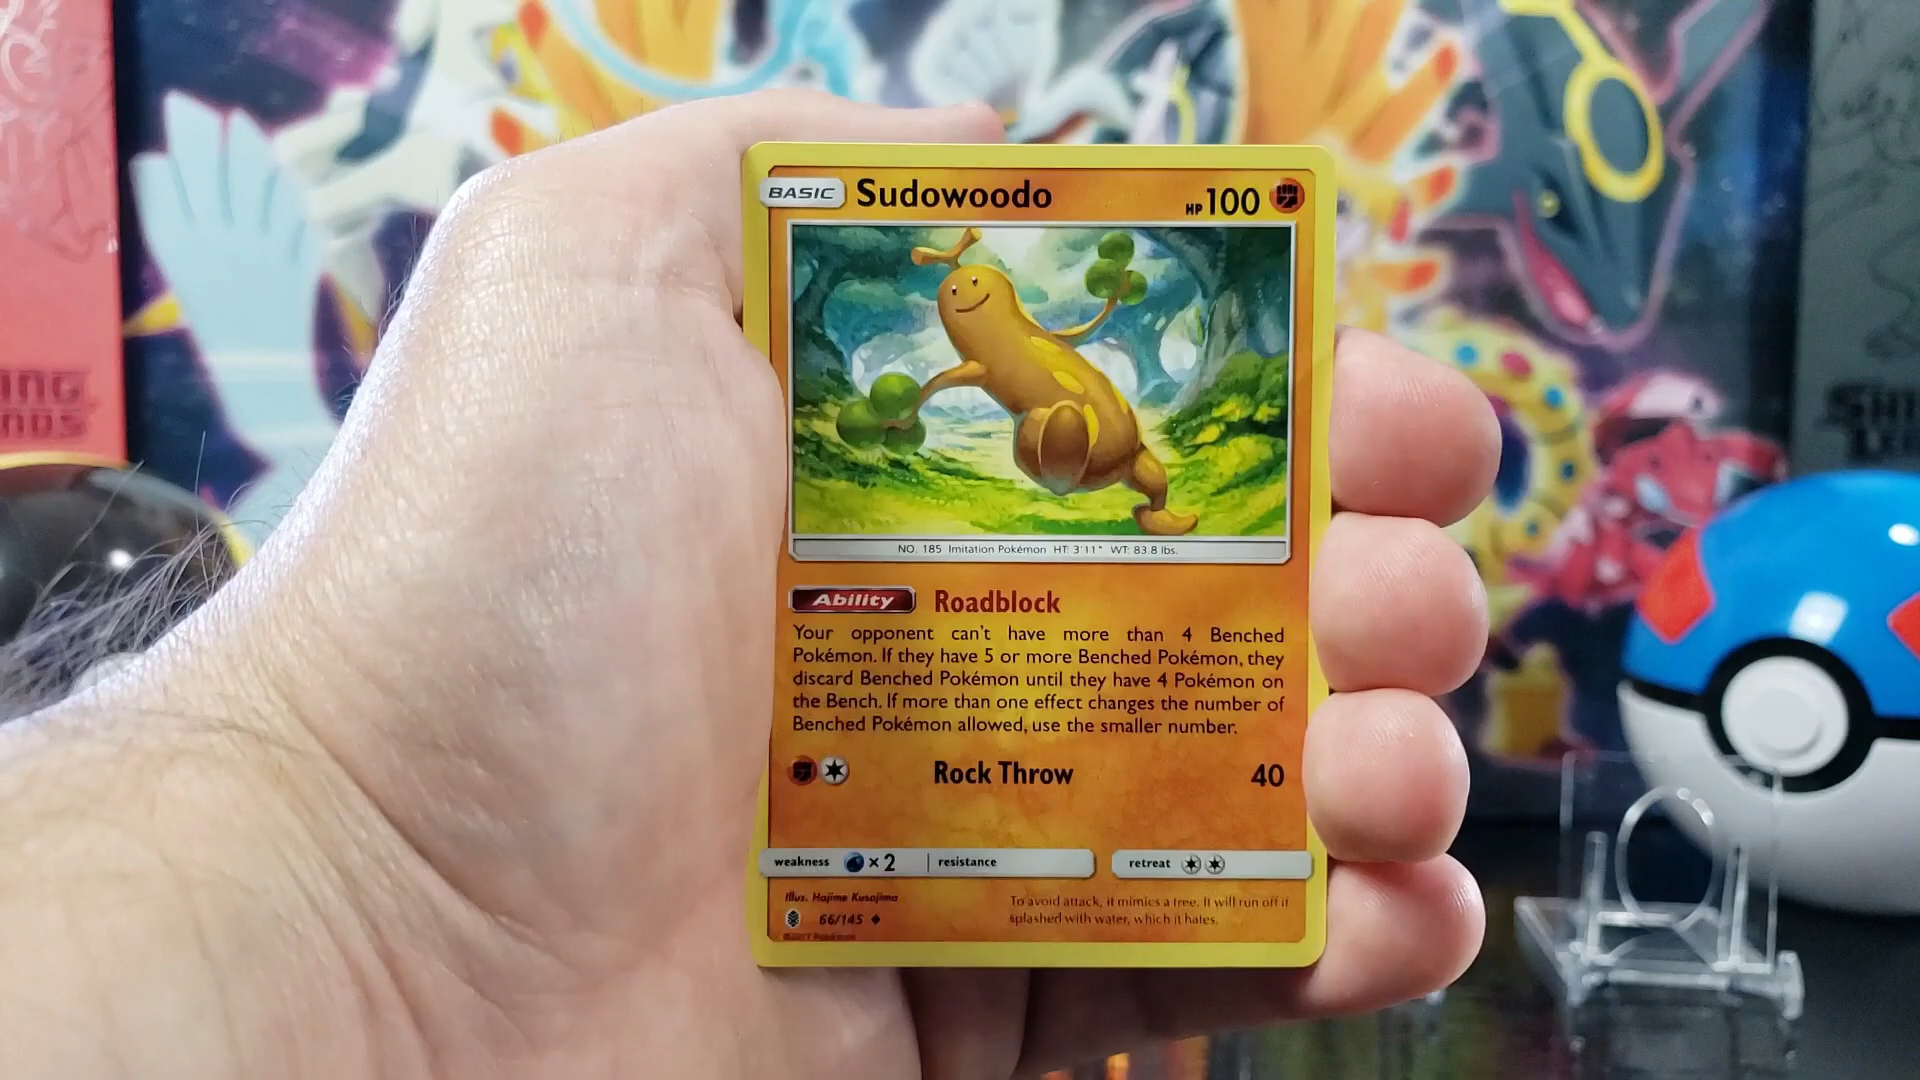 BASIC Sudowoodo HP 100
NO. 185 Imitation Pokémon HT: 3'11" WT: 83.8 lbs.
Ability Roadblock
Your opponent can't have more than 4 Benched
Pokémon. If they have 5 or more Benched Pokémon, they
discard Benched Pokémon until they have 4 Pokémon on
the Bench. If more than one effect changes the number of
Benched Pokémon allowed, use the smaller number.
Rock Throw 40
weakness × 2 resistance retreat
Illus. Hajime Kusajima
66/145
©2017 Pokémon
To avoid attack, it mimics a tree. It will run off if
splashed with water, which it hates.